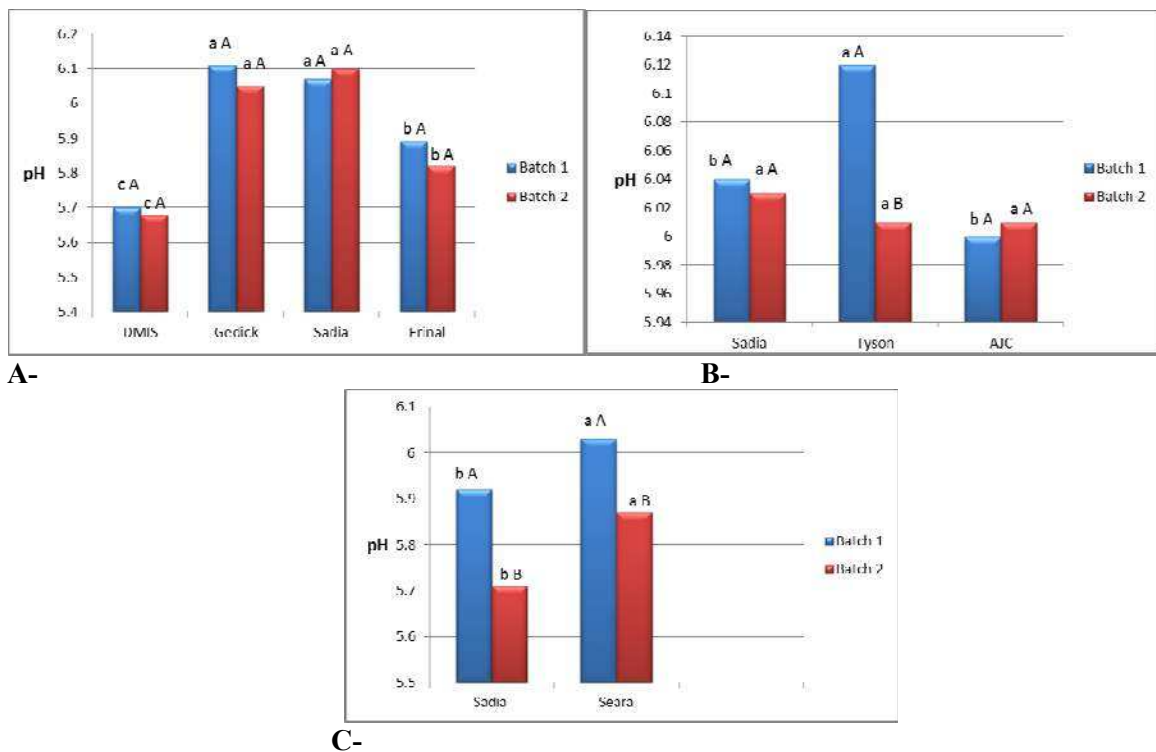 6.2
6.1
6
5.9
5.8
5.7
5.6
5.5
5.4
pH
a A
a A
a A
a A
b A
b A
c A
c A
DMIS
Gedick
Sadia
Frinal
Batch 1
Batch 2
A-
6.14
6.12
6.1
6.08
6.06
6.04
6.02
6
5.98
5.96
5.94
pH
b A
a A
a A
a B
b A
a A
Sadia
Tyson
AJC
Batch 1
Batch 2
B-
6.1
6
5.9
5.8
5.7
5.6
5.5
pH
b A
b B
a A
a B
Sadia
Seara
Batch 1
Batch 2
C-